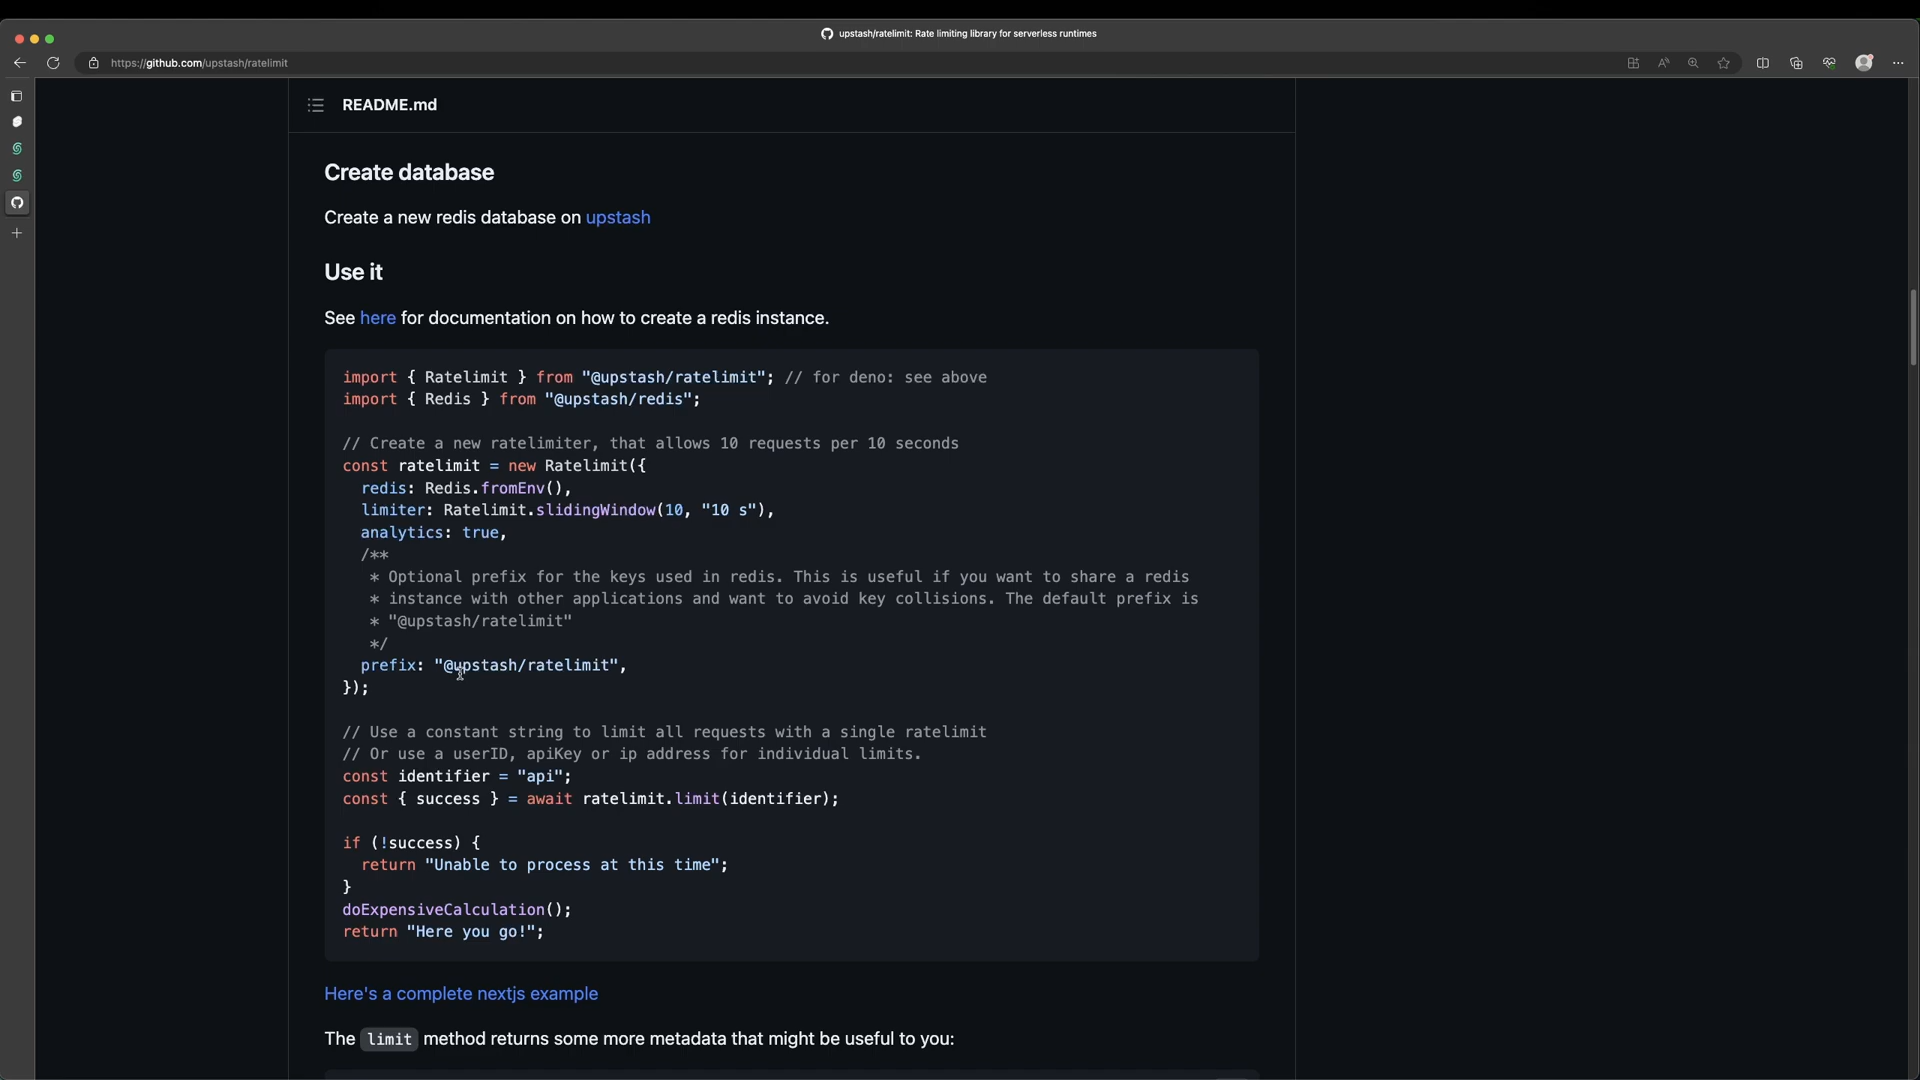 upstash/ratelimit: Rate limiting library for serverless runtimes
https://github.com/upstash/ratelimit
README.md
Create database
Create a new redis database on upstash
Use it
See here for documentation on how to create a redis instance.
import { Ratelimit } from "@upstash/ratelimit"; // for deno: see above
import { Redis } from "@upstash/redis";
// Create a new ratelimiter, that allows 10 requests per 10 seconds
const ratelimit = new Ratelimit({
  redis: Redis.fromEnv(),
  limiter: Ratelimit.slidingWindow(10, "10 s"),
  analytics: true,
  /**
   * Optional prefix for the keys used in redis. This is useful if you want to share a redis
   * instance with other applications and want to avoid key collisions. The default prefix is
   * "@upstash/ratelimit"
   */
  prefix: "@upstash/ratelimit",
});
// Use a constant string to limit all requests with a single ratelimit
// Or use a userID, apiKey or ip address for individual limits.
const identifier = "api";
const { success } = await ratelimit.limit(identifier);
if (!success) {
  return "Unable to process at this time";
}
doExpensiveCalculation();
return "Here you go!";
Here's a complete nextjs example
The limit method returns some more metadata that might be useful to you: